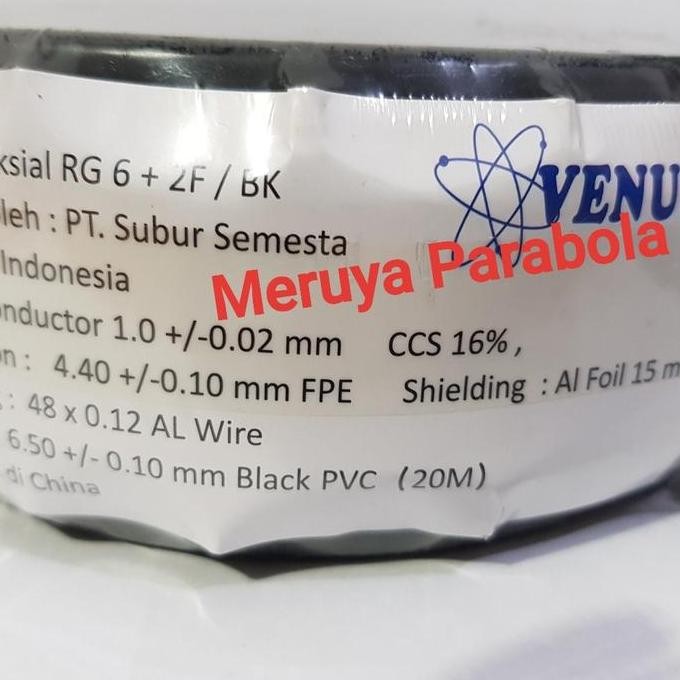 ksial RG 6 + 2F / BK
VENU
oleh : PT. Subur Semesta
Meruya Parabola
Indonesia
nductor 1.0 +/-0.02 mm CCS 16% ,
on : 4.40 +/-0.10 mm FPE Shielding : Al Foil 15 m
: 48 x 0.12 AL Wire
6.50 +/- 0.10 mm Black PVC (20M)
di China